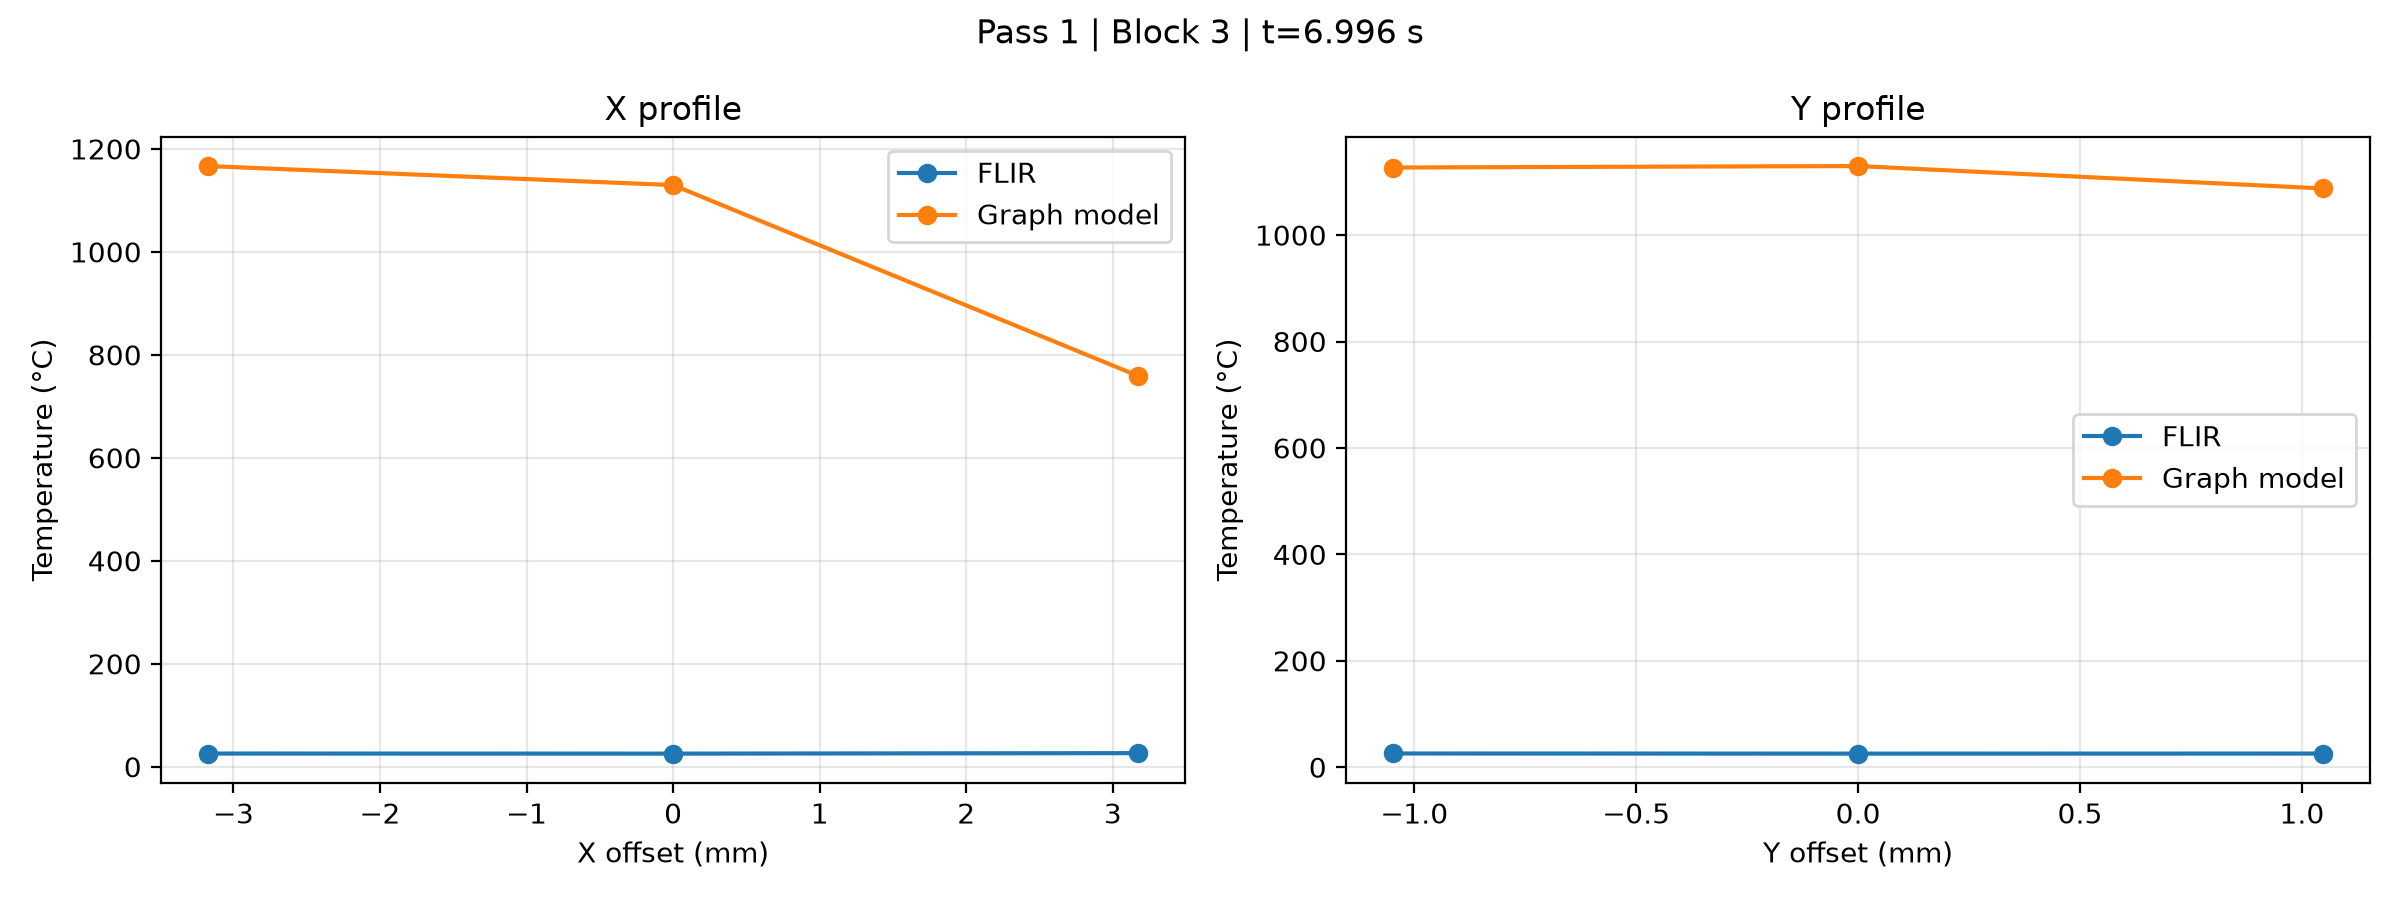 Pass 1 | Block 3 | t=6.996 s
X profile
1200
1000
800
600
400
200
0
Temperature (°C)
−3
−2
−1
0
1
2
3
X offset (mm)
FLIR
Graph model
Y profile
1000
800
600
400
200
0
Temperature (°C)
−1.0
−0.5
0.0
0.5
1.0
Y offset (mm)
FLIR
Graph model